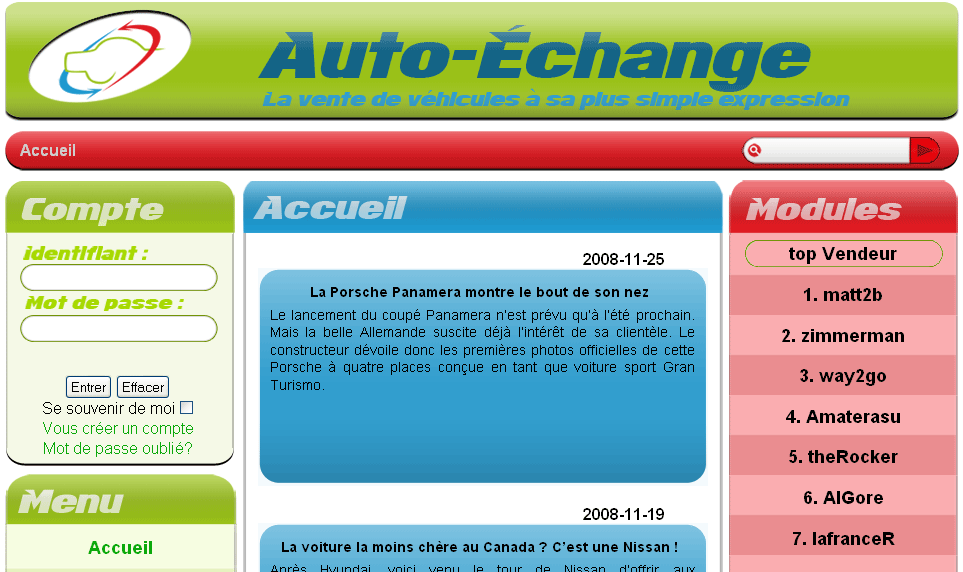 Auto-Échange
La vente de véhicules à sa plus simple expression
Accueil
Compte
Identifiant :
Mot de passe :
Entrer Effacer
Se souvenir de moi
Vous créer un compte
Mot de passe oublié?
Menu
Accueil
Accueil
2008-11-25
La Porsche Panamera montre le bout de son nez
Le lancement du coupé Panamera n'est prévu qu'à l'été prochain.
Mais la belle Allemande suscite déjà l'intérêt de sa clientèle. Le
constructeur dévoile donc les premières photos officielles de cette
Porsche à quatre places conçue en tant que voiture sport Gran
Turismo.
2008-11-19
La voiture la moins chère au Canada ? C'est une Nissan !
Après Hyundai, voici venu le tour de Nissan d'offrir aux
Modules
top Vendeur
1. matt2b
2. zimmerman
3. way2go
4. Amaterasu
5. theRocker
6. AlGore
7. lafranceR